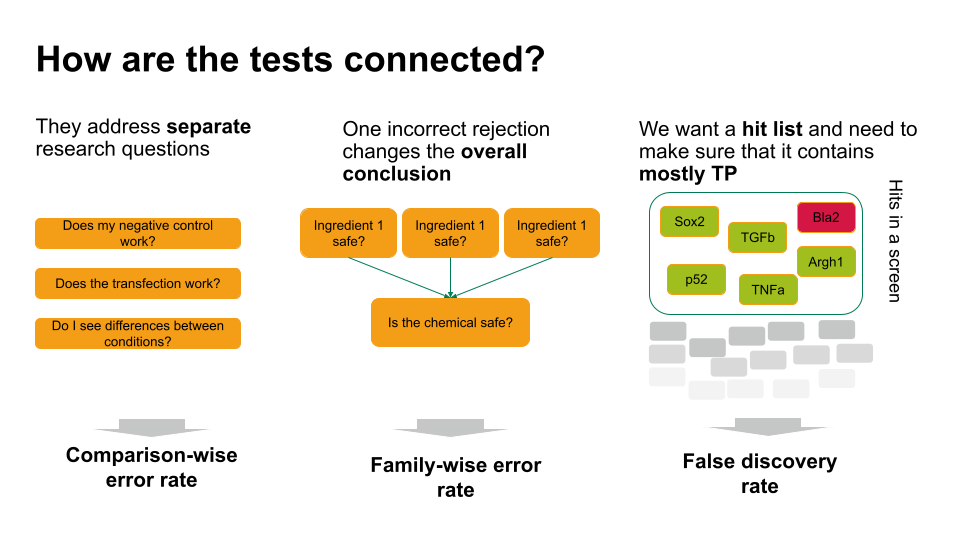 How are the tests connected?
They address separate
research questions
Does my negative control
work?
Does the transfection work?
Do I see differences between
conditions?
Comparison-wise
error rate
One incorrect rejection
changes the overall
conclusion
Ingredient 1
safe?
Ingredient 1
safe?
Ingredient 1
safe?
Is the chemical safe?
Family-wise error
rate
We want a hit list and need to
make sure that it contains
mostly TP
Sox2
TGFb
Bla2
Argh1
p52
TNFa
Hits in a screen
False discovery
rate